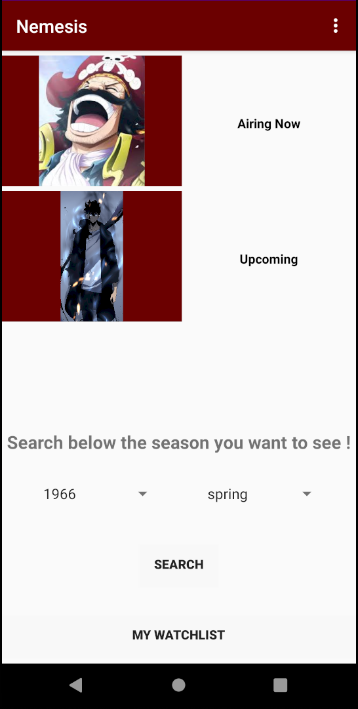 Nemesis
Airing Now
Upcoming
Search below the season you want to see !
1966
spring
SEARCH
MY WATCHLIST